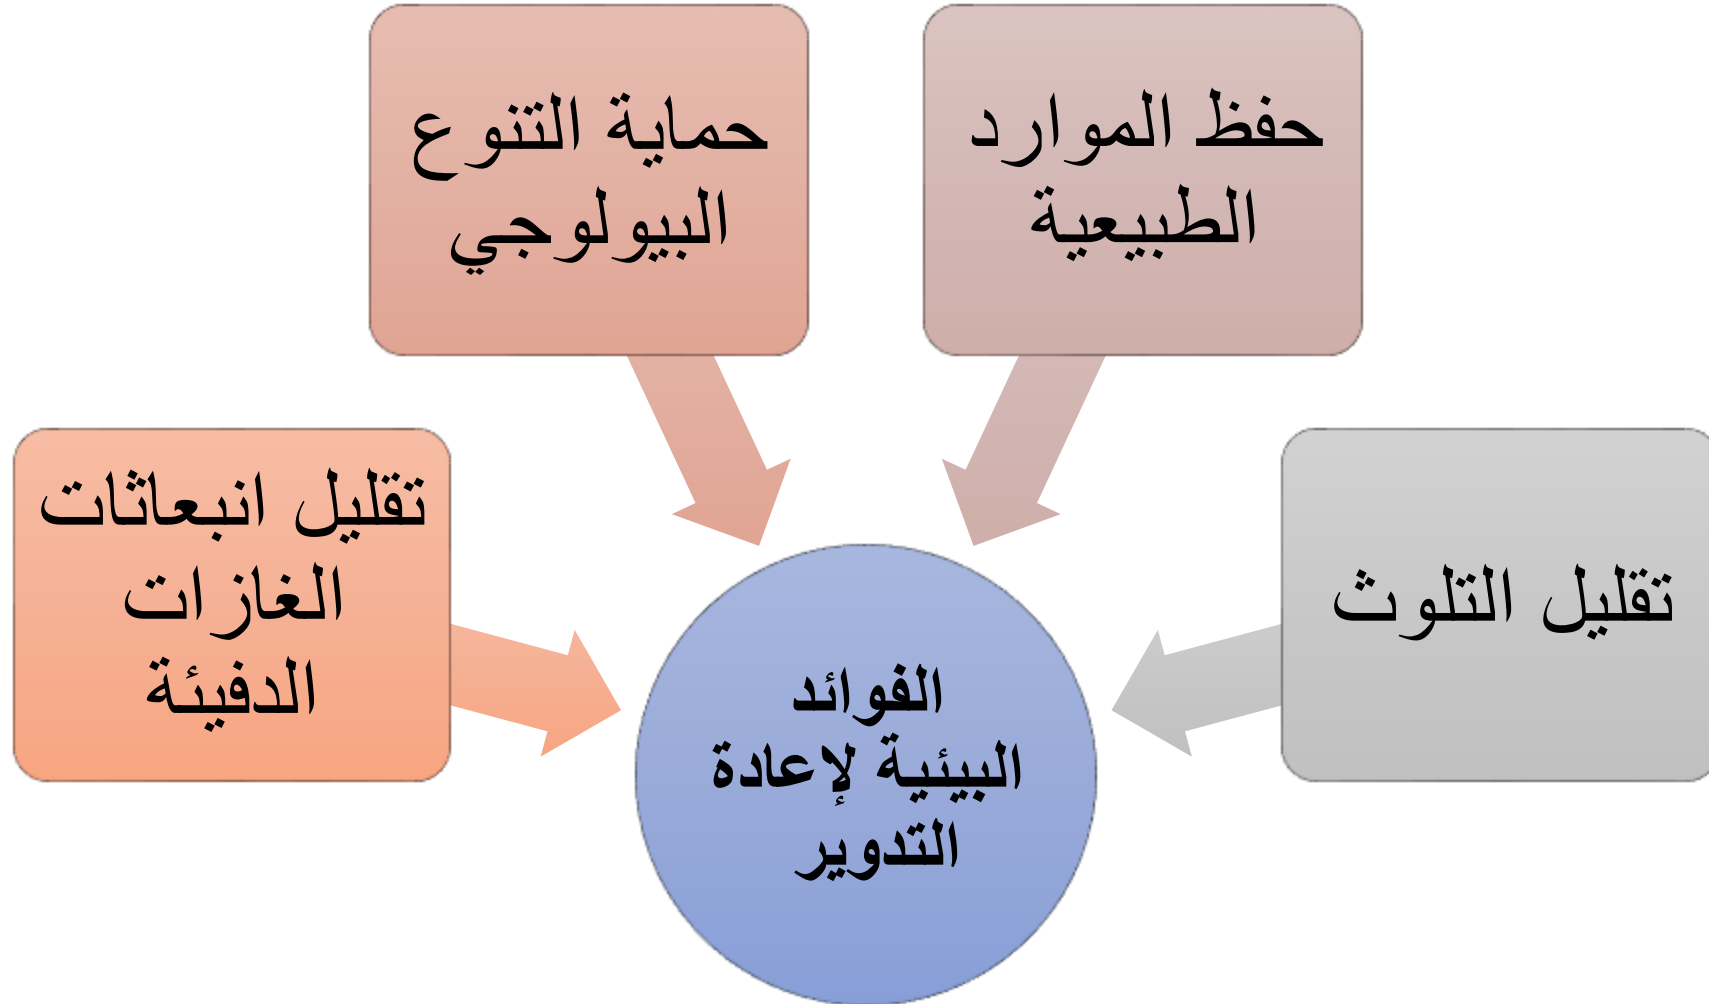 حفظ الموارد
الطبيعية
حماية التنوع
البيولوجي
تقليل التلوث
تقليل انبعاثات
الغازات
الدفيئة
الفوائد
البيئية لإعادة
التدوير